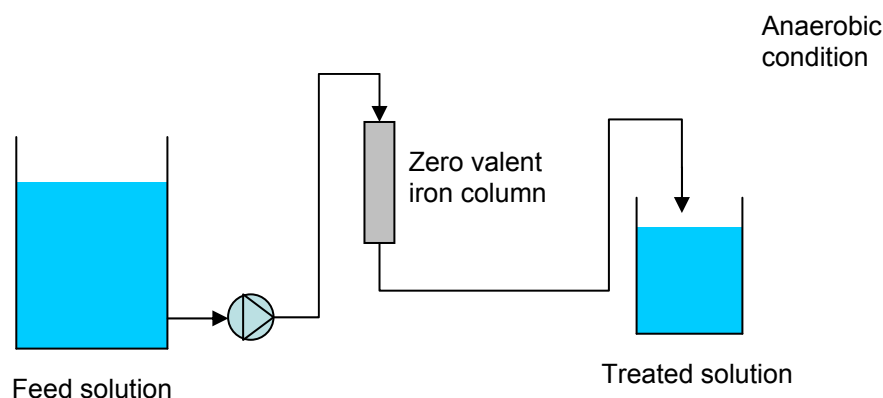 Anaerobic
condition
Zero valent
iron column
Treated solution
Feed solution